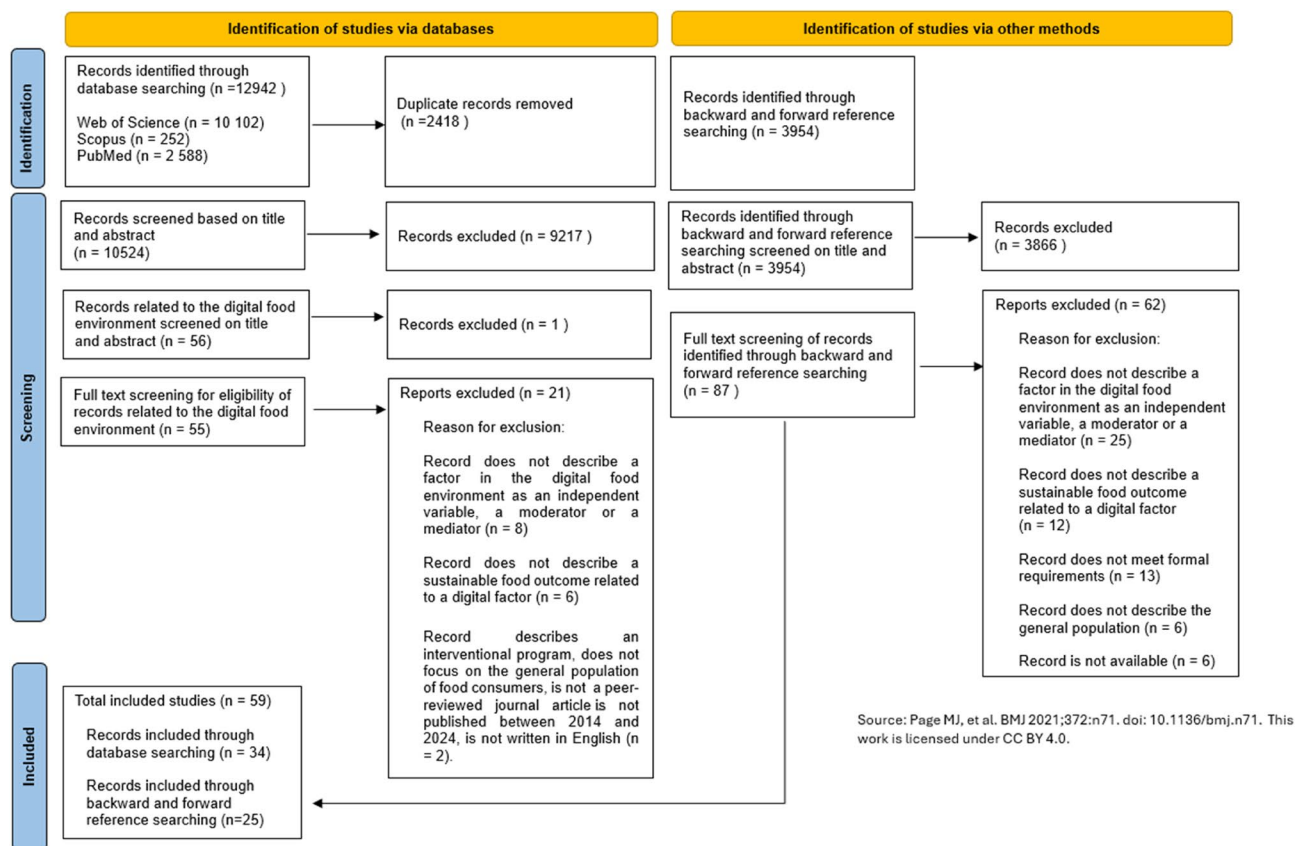 Identification of studies via databases
Identification of studies via other methods
Identification
Records identified through
database searching (n =12942 )
Web of Science (n = 10 102)
Scopus (n = 252)
PubMed (n = 2 588)
Duplicate records removed
(n =2418 )
Records identified through
backward and forward reference
searching (n = 3954)
Screening
Records screened based on title
and abstract
(n = 10524)
Records excluded (n = 9217 )
Records identified through
backward and forward reference
searching screened on title and
abstract (n = 3954)
Records excluded
(n = 3866 )
Records related to the digital food
environment screened on title
and abstract (n = 56)
Records excluded (n = 1 )
Full text screening for eligibility of
records related to the digital food
environment (n = 55)
Reports excluded (n = 21)
Reason for exclusion:
Record does not describe a
factor in the digital food
environment as an independent
variable, a moderator or a
mediator (n = 8)
Record does not describe a
sustainable food outcome related
to a digital factor (n = 6)
Record describes an
interventional program, does not
focus on the general population
of food consumers, is not a peer-
reviewed journal article is not
published between 2014 and
2024, is not written in English (n
= 2).
Full text screening of records
identified through backward and
forward reference searching
(n = 87 )
Reports excluded (n = 62)
Reason for exclusion:
Record does not describe a
factor in the digital food
environment as an independent
variable, a moderator or a
mediator (n = 25)
Record does not describe a
sustainable food outcome
related to a digital factor
(n = 12)
Record does not meet formal
requirements (n = 13)
Record does not describe the
general population (n = 6)
Record is not available (n = 6)
Included
Total included studies (n = 59)
Records included through
database searching (n = 34)
Records included through
backward and forward
reference searching (n=25)
Source: Page MJ, et al. BMJ 2021;372:n71. doi: 10.1136/bmj.n71. This
work is licensed under CC BY 4.0.